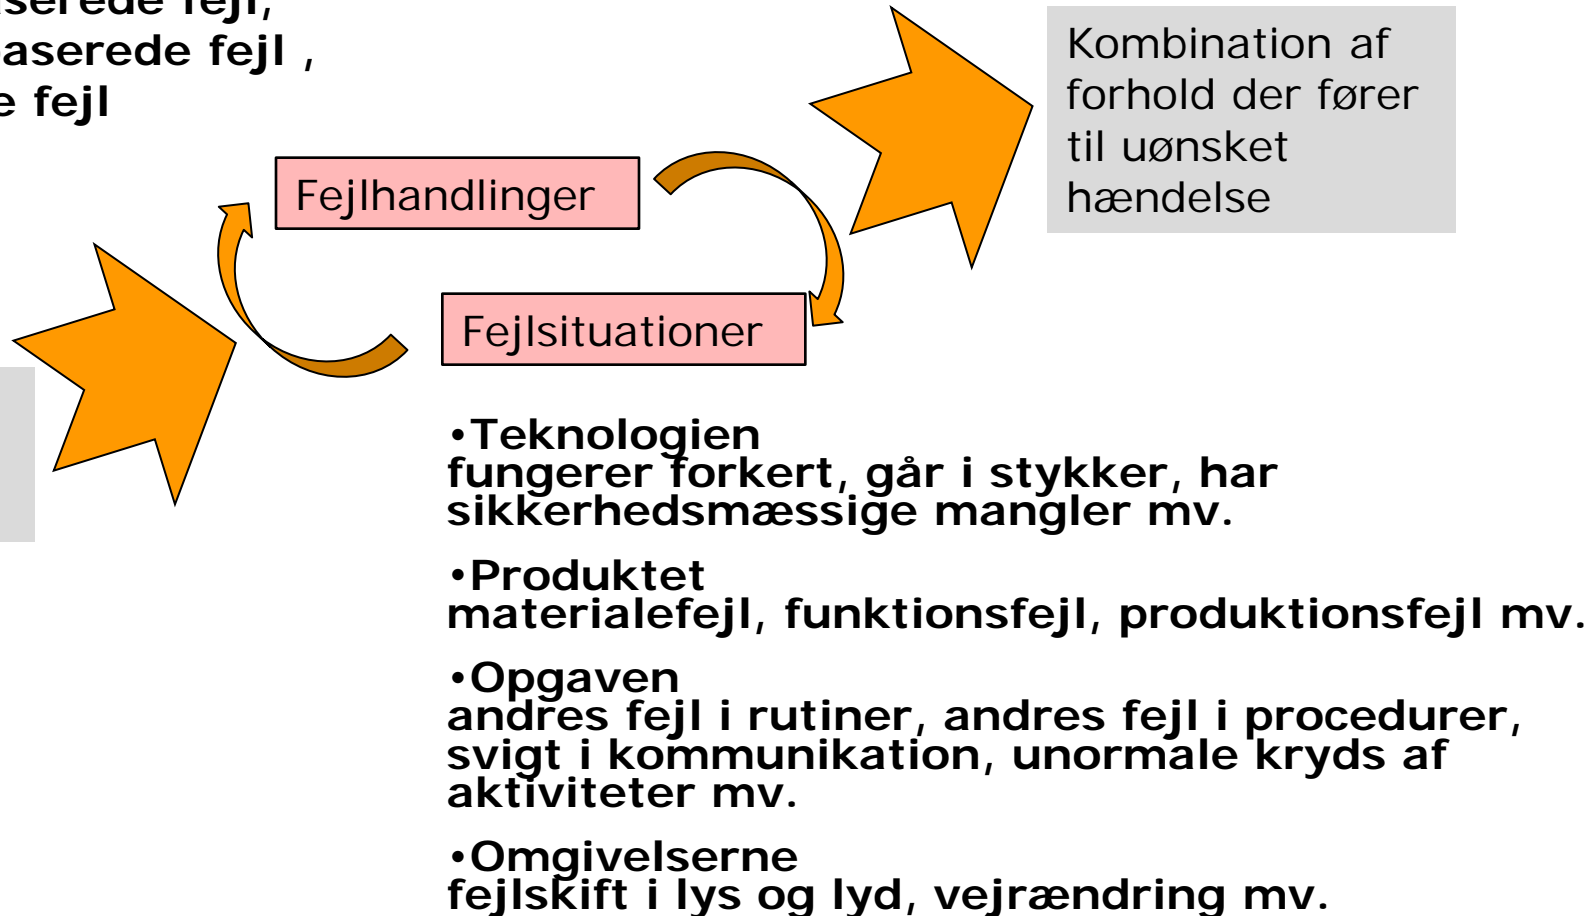 fejl,
fejl ,
fejl
Kombination af
forhold der fører
til uønsket
hændelse
Fejlhandlinger
Fejlsituationer
•Teknologien
fungerer forkert, går i stykker, har
sikkerhedsmæssige mangler mv.
•Produktet
materialefejl, funktionsfejl, produktionsfejl mv.
•Opgaven
andres fejl i rutiner, andres fejl i procedurer,
svigt i kommunikation, unormale kryds af
aktiviteter mv.
•Omgivelserne
fejlskift i lys og lyd, vejrændring mv.